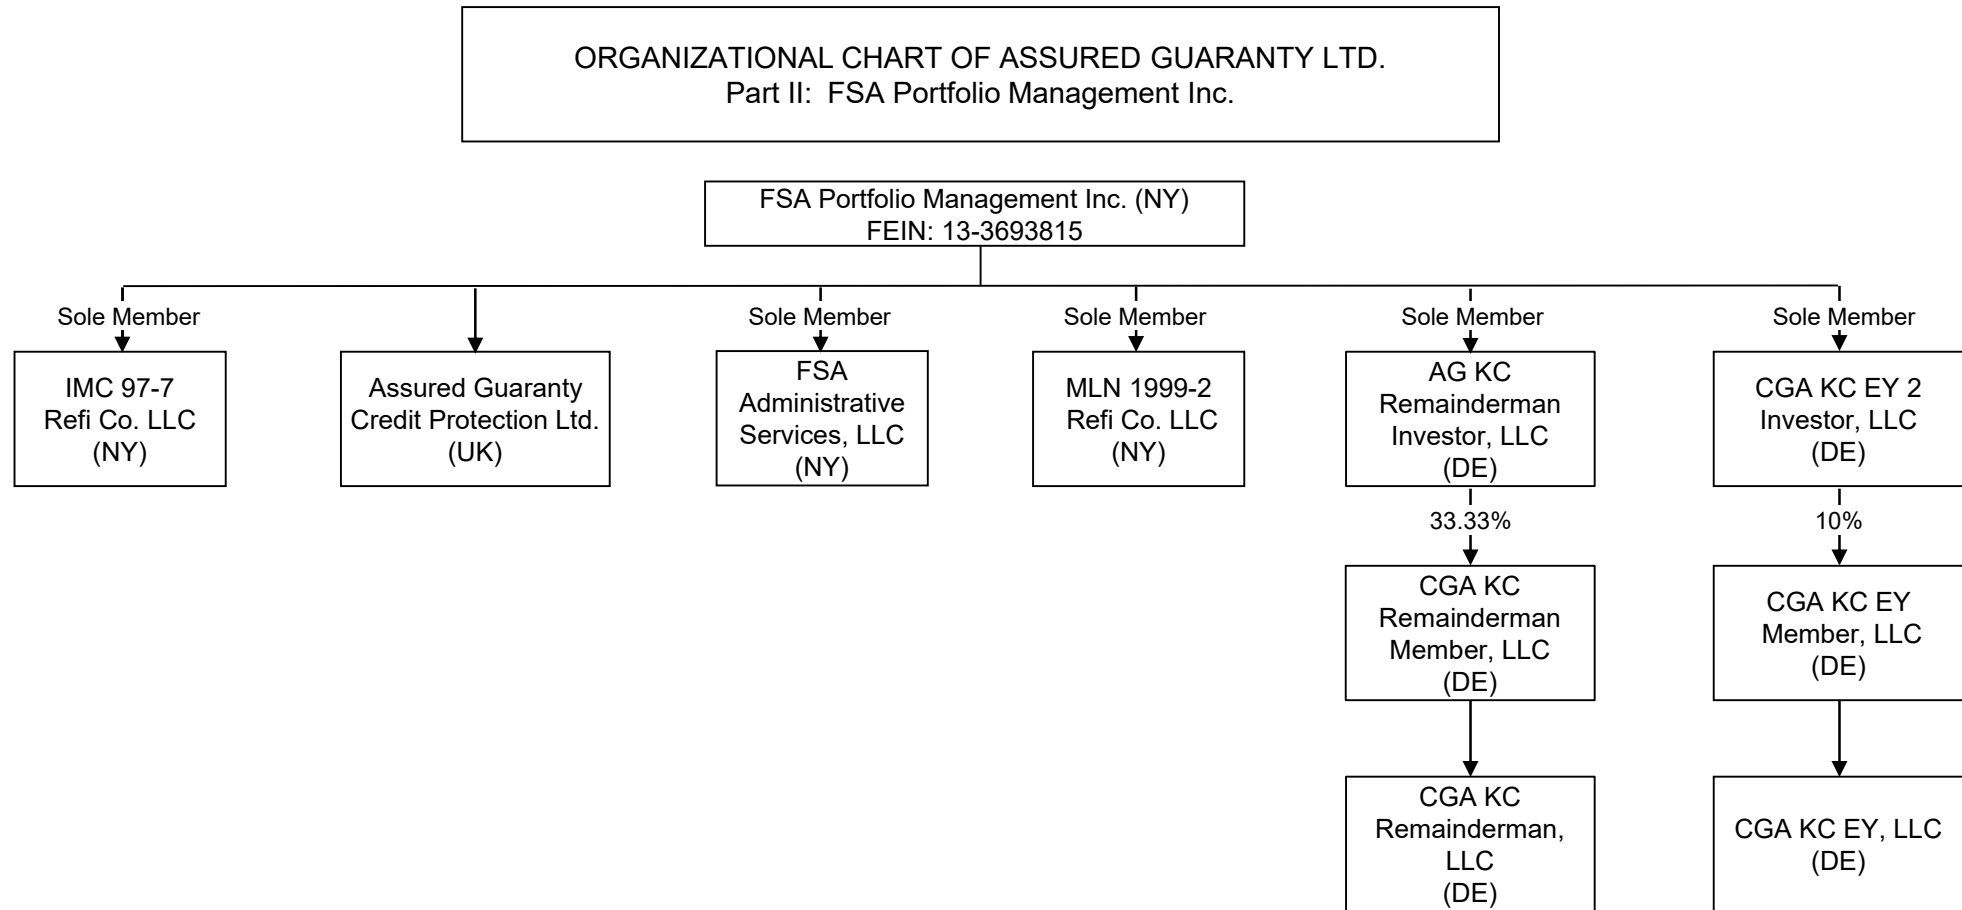 ORGANIZATIONAL CHART OF ASSURED GUARANTY LTD.
Part II: FSA Portfolio Management Inc.
FSA Portfolio Management Inc. (NY)
FEIN: 13-3693815
Sole Member
Sole Member
Sole Member
Sole Member
Sole Member
IMC 97-7
Refi Co. LLC
(NY)
Assured Guaranty
Credit Protection Ltd.
(UK)
FSA
Administrative
Services, LLC
(NY)
MLN 1999-2
Refi Co. LLC
(NY)
AG KC
Remainderman
Investor, LLC
(DE)
CGA KC EY 2
Investor, LLC
(DE)
33.33%
10%
CGA KC
Remainderman
Member, LLC
(DE)
CGA KC EY
Member, LLC
(DE)
CGA KC
Remainderman,
LLC
(DE)
CGA KC EY, LLC
(DE)